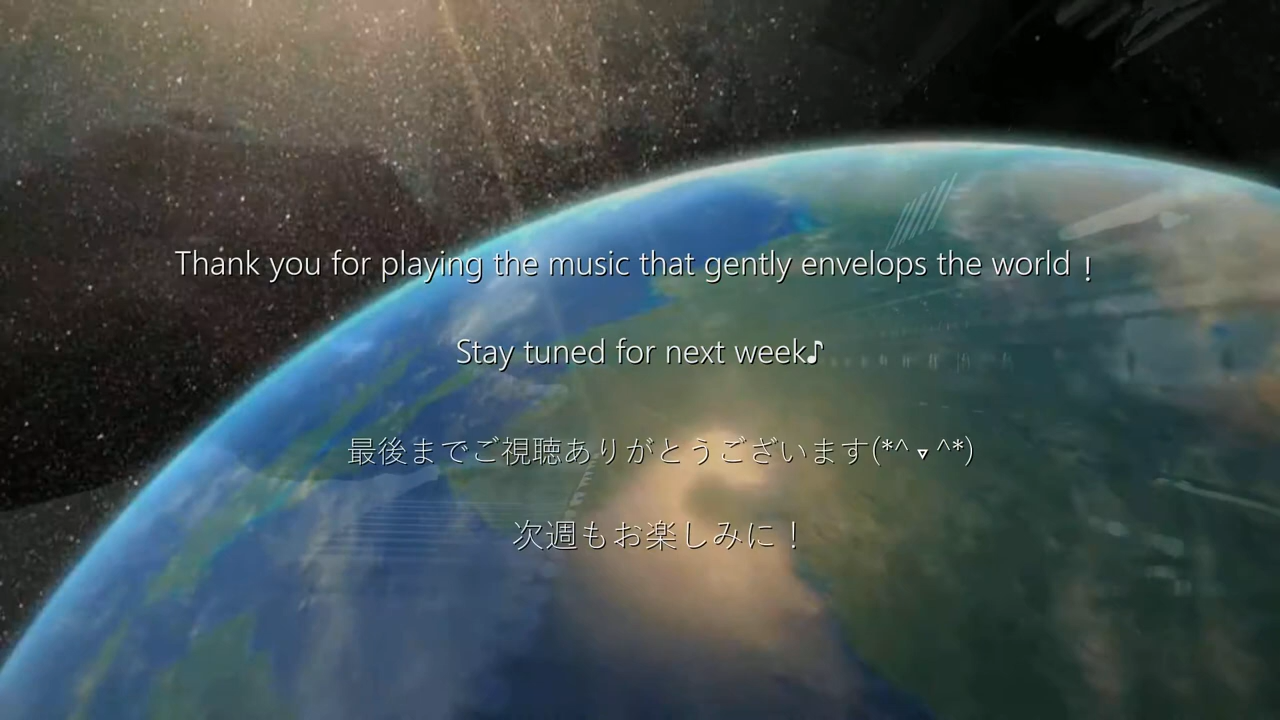 Thank you for playing the music that gently envelops the world！
Stay tuned for next week♪
最後までご視聴ありがとうございます(*^▿^*)
次週もお楽しみに！